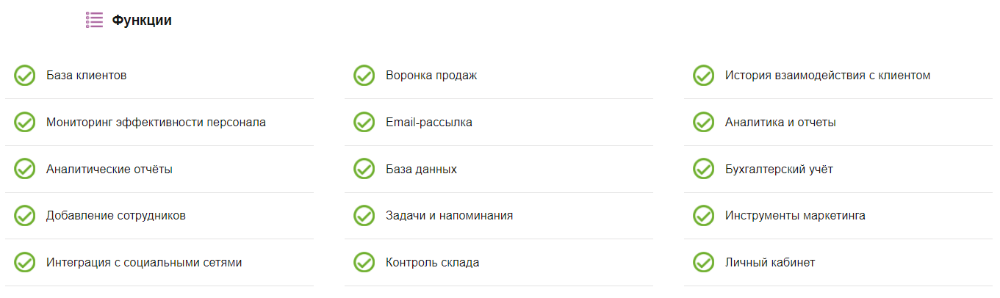 Функции
База клиентов
Воронка продаж
История взаимодействия с клиентом
Мониторинг эффективности персонала
Email-рассылка
Аналитика и отчеты
Аналитические отчёты
База данных
Бухгалтерский учёт
Добавление сотрудников
Задачи и напоминания
Инструменты маркетинга
Интеграция с социальными сетями
Контроль склада
Личный кабинет